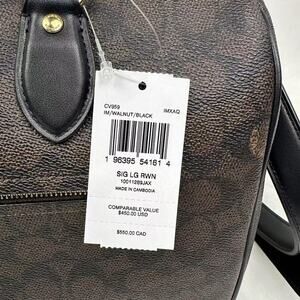 CV959 IMXAQ
IM/WALNUT/BLACK
1 96395 54161 4
SIG LG RWN
10011289JAX
MADE IN CAMBODIA
COMPARABLE VALUE
$450.00 USD
$550.00 CAD